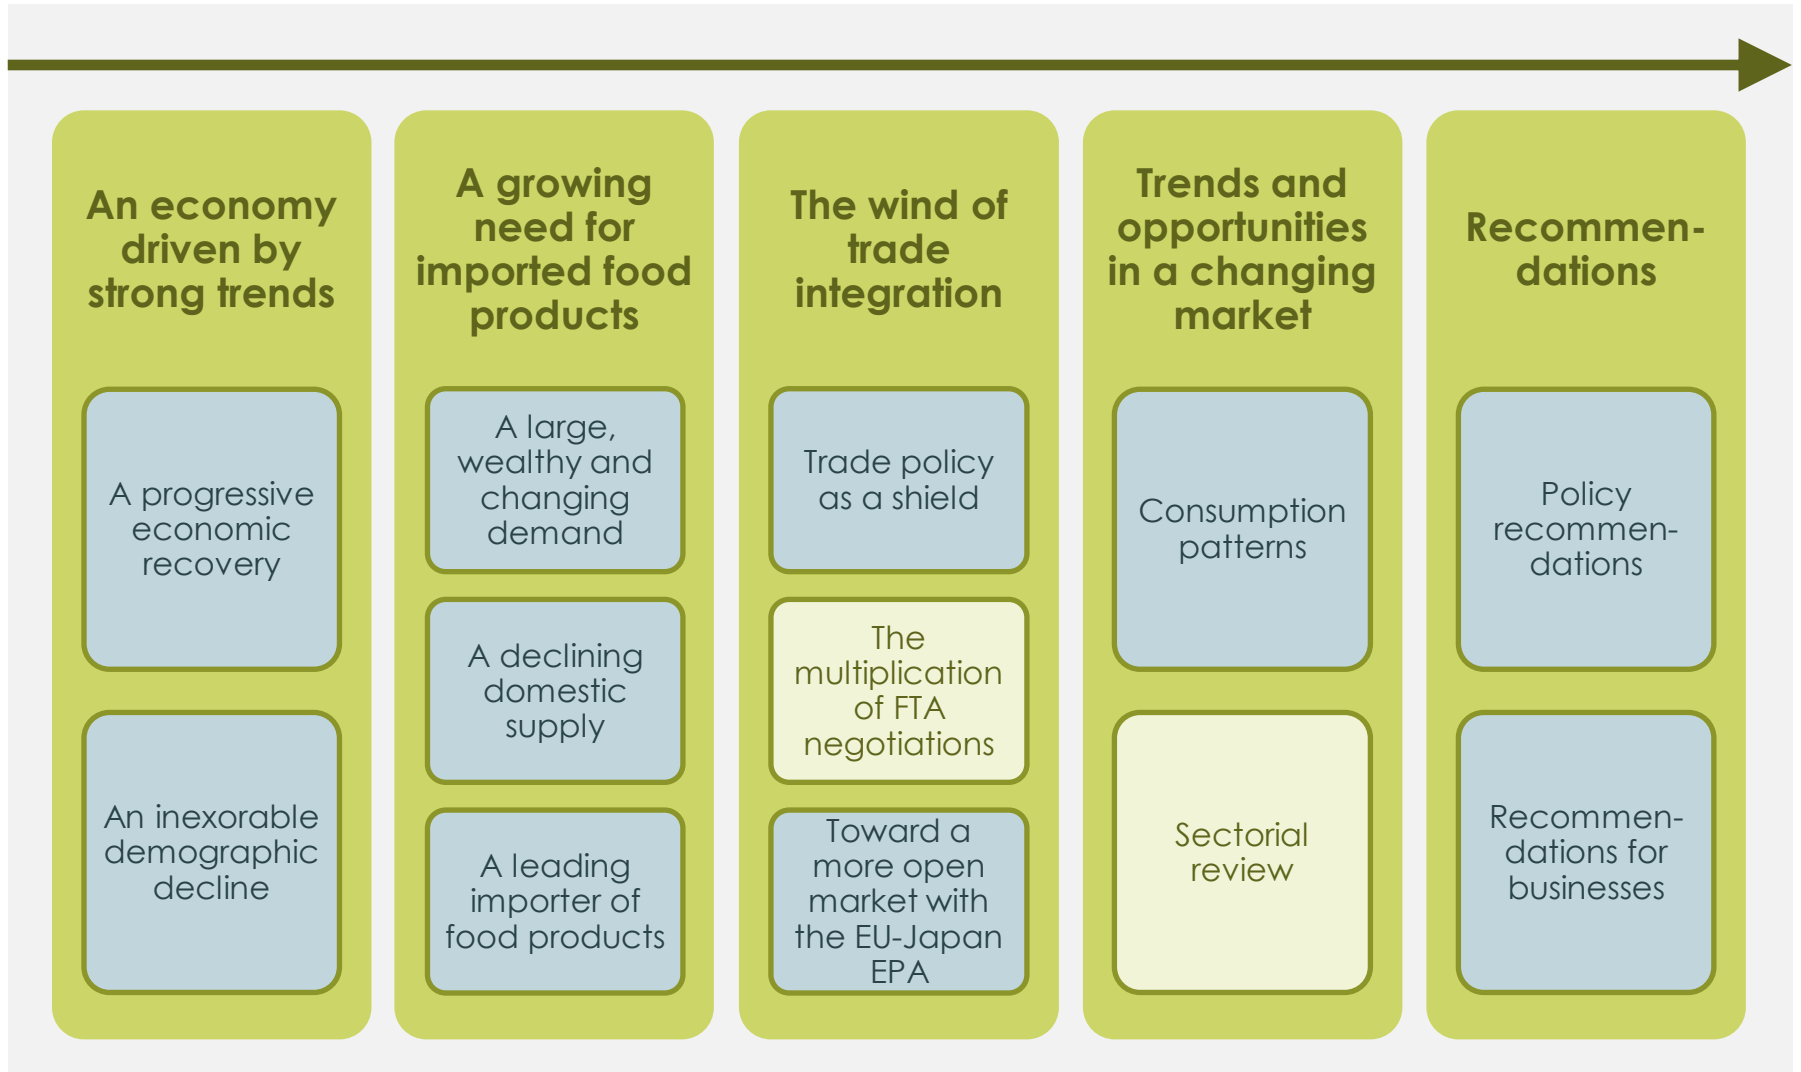 An economy
driven by
strong trends
A progressive
economic
recovery
An inexorable
demographic
decline
A growing
need for
imported food
products
A large,
wealthy and
changing
demand
A declining
domestic
supply
A leading
importer of
food products
The wind of
trade
integration
Trade policy
as a shield
The
multiplication
of FTA
negotiations
Toward a
more open
market with
the EU-Japan
EPA
Trends and
opportunities
in a changing
market
Consumption
patterns
Sectorial
review
Recommen-
dations
Policy
recommen-
dations
Recommen-
dations for
businesses